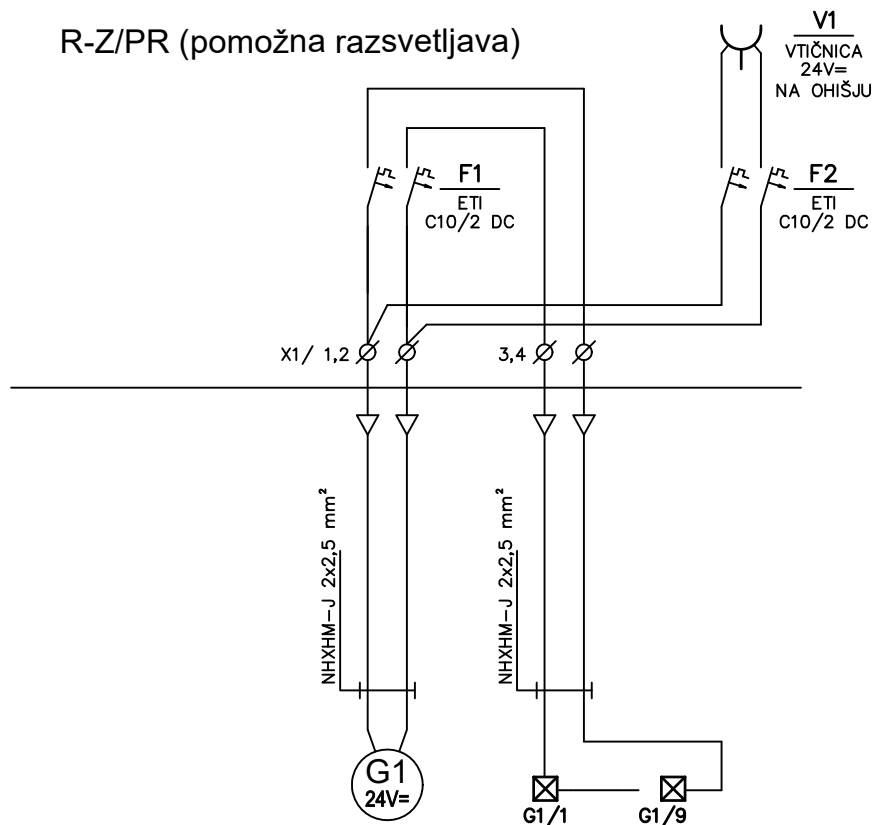 R-Z/PR (pomožna razsvetljava)
V1
VTIČNICA
24V=
NA OHIŠJU
F1
ETI
C10/2 DC
F2
ETI
C10/2 DC
X1/ 1,2
3,4
NHXHM-J 2x2,5 mm²
NHXHM-J 2x2,5 mm²
G1
24V=
G1/1
G1/9